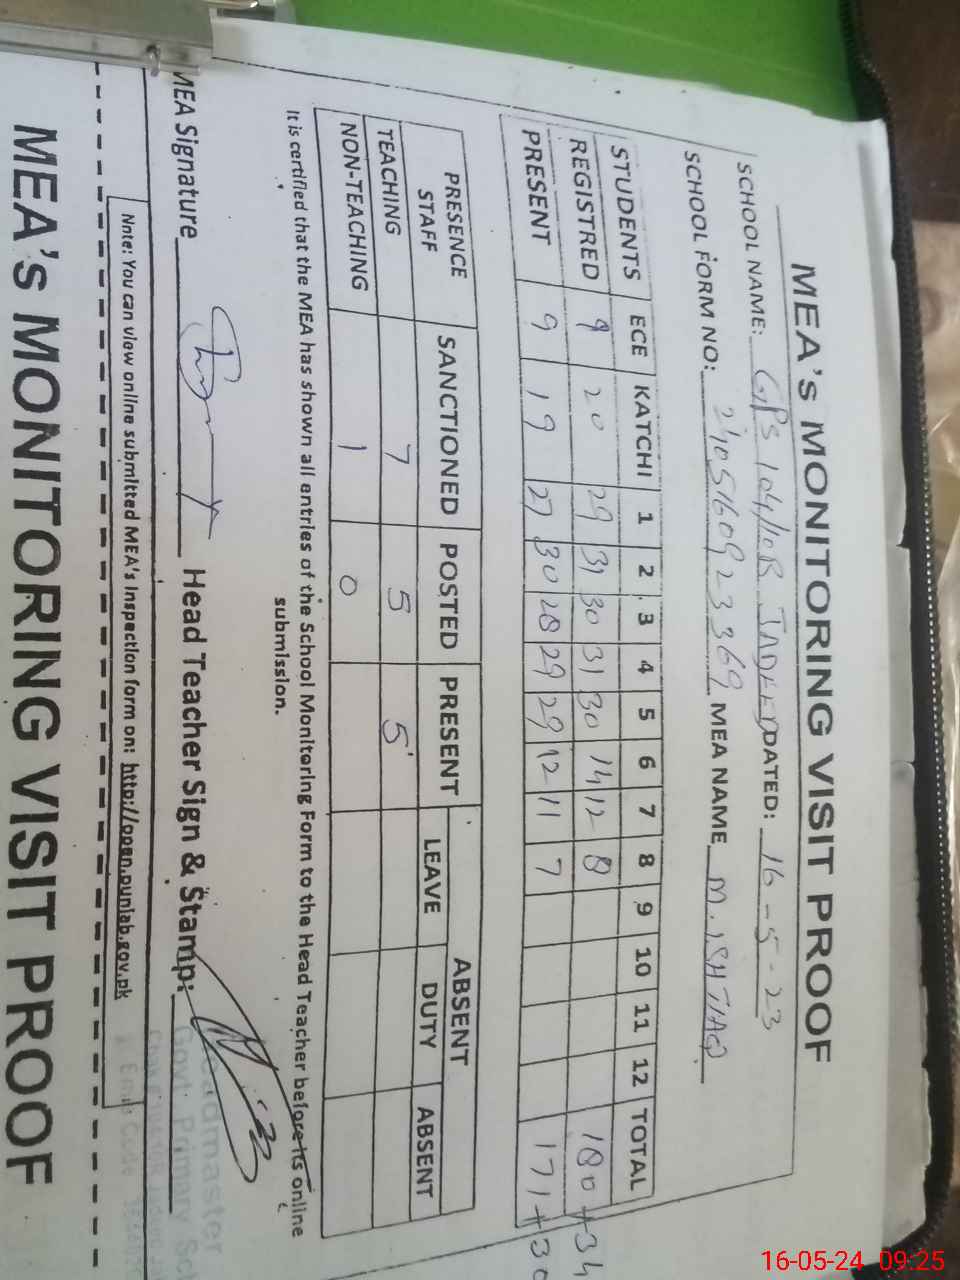 MEA's MONITORING VISIT PROOF
SCHOOL NAME: GPS 104/10R JADEED DATED: 16-5-23
SCHOOL FORM NO: 2405160923369 MEA NAME M. ISHTIAQ
STUDENTS ECE KATCHI 1 2 3 4 5 6 7 8 9 10 11 12 TOTAL
REGISTRED 9 20 29 31 30 31 30 14 12 8 180+34
PRESENT 9 19 27 30 28 29 29 12 11 7 171+30
PRESENCE STAFF SANCTIONED POSTED PRESENT ABSENT
LEAVE DUTY ABSENT
TEACHING 7 5 5
NON-TEACHING 1 0
It is certified that the MEA has shown all entries of the School Monitoring Form to the Head Teacher before its online
submission.
MEA Signature Head Teacher Sign & Stamp:
Headmaster
Govt: Primary Sc
Note: You can view online submitted MEA's inspection form on: http://open.punjab.gov.pk
MEA's MONITORING VISIT PROOF
16-05-24 09:25